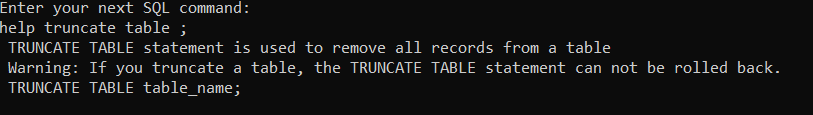 Enter your next SQL command:
help truncate table ;
TRUNCATE TABLE statement is used to remove all records from a table
Warning: If you truncate a table, the TRUNCATE TABLE statement can not be rolled back.
TRUNCATE TABLE table_name;